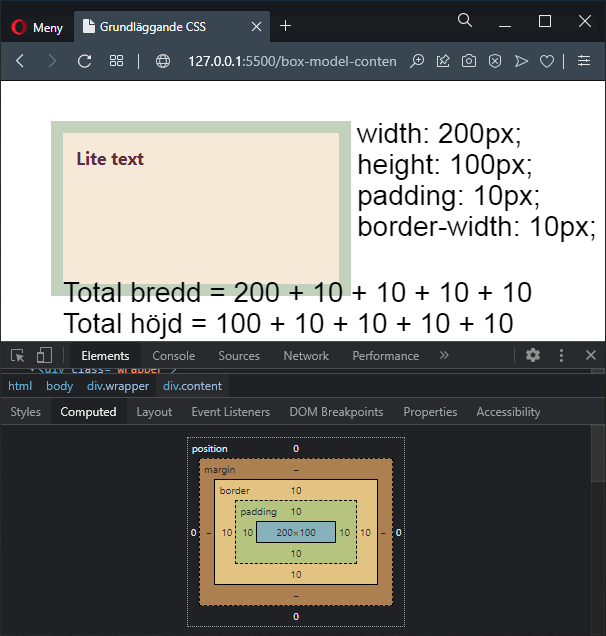 Meny
Grundläggande CSS
127.0.0.1:5500/box-model-conten
Lite text
width: 200px;
height: 100px;
padding: 10px;
border-width: 10px;
Total bredd = 200 + 10 + 10 + 10 + 10
Total höjd = 100 + 10 + 10 + 10 + 10
Elements Console Sources Network Performance »
<div class="wrapper">
html body div.wrapper div.content
Styles Computed Layout Event Listeners DOM Breakpoints Properties Accessibility
position 0
margin –
border 10
padding 10
0 – 10 10 200×100 10 10 – 0
10
10
–
0